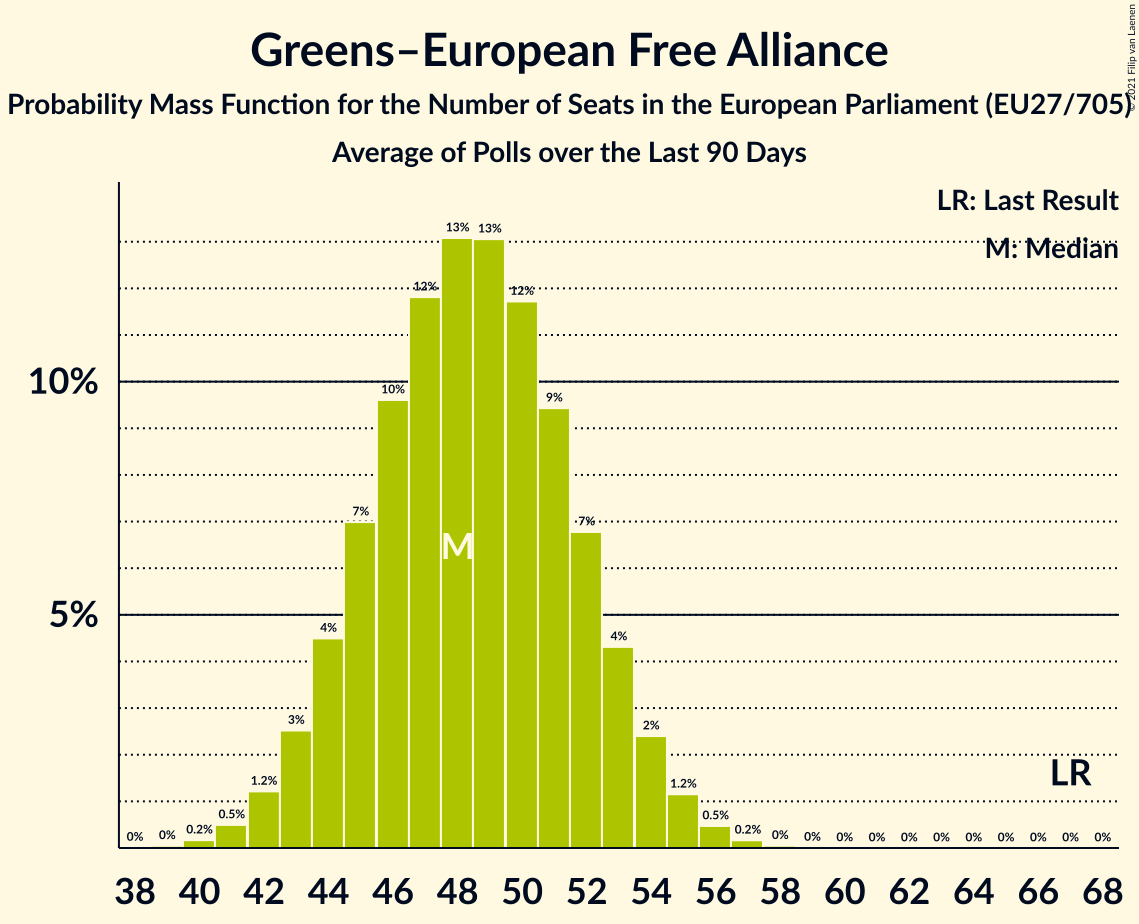 Greens–European Free Alliance
Probability Mass Function for the Number of Seats in the European Parliament (EU27/705)
Average of Polls over the Last 90 Days
© 2021 Filip van Laenen
LR: Last Result
M: Median
10%
5%
0% 0% 0.2% 0.5% 1.2% 3% 4% 7% 10% 12% 13% 13% 12% 9% 7% 4% 2% 1.2% 0.5% 0.2% 0% 0% 0% 0% 0% 0% 0% 0% 0% 0% 0%
M
LR
38 40 42 44 46 48 50 52 54 56 58 60 62 64 66 68